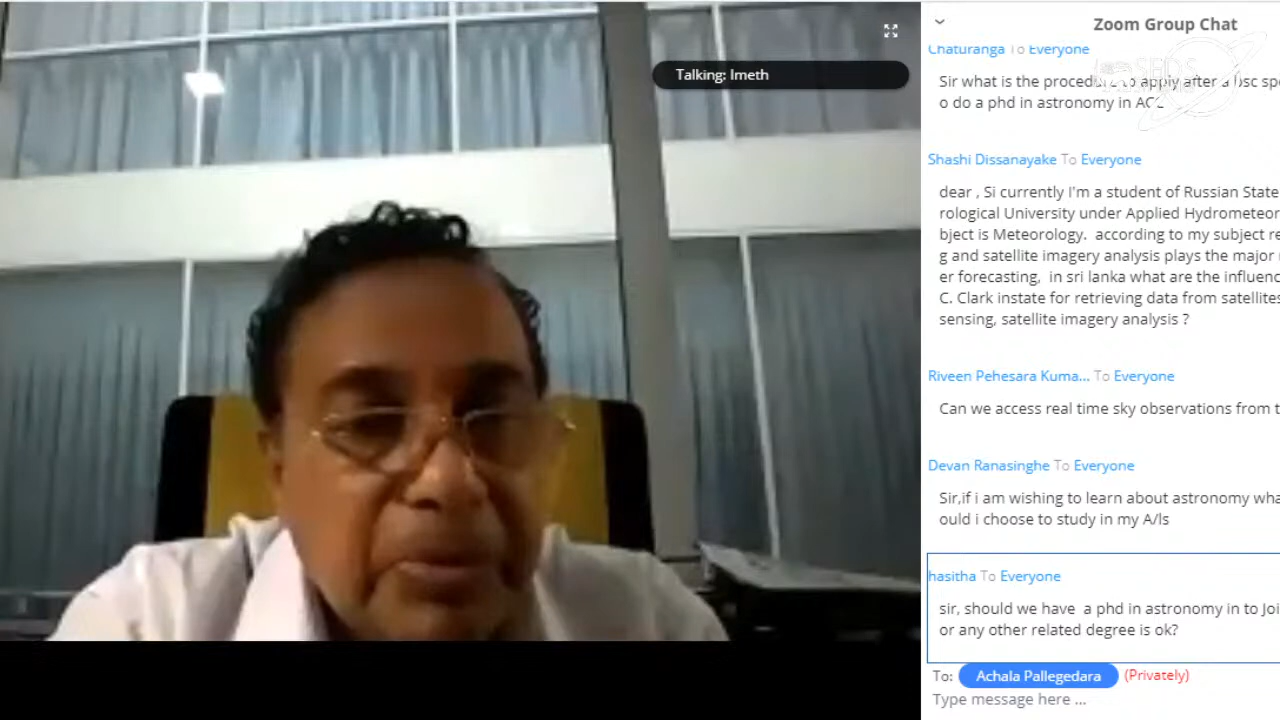 Talking: Imeth
Zoom Group Chat
SEDS
Chaturanga To Everyone
Sir what is the procedure to apply after a bsc spe
o do a phd in astronomy in ACC
Shashi Dissanayake To Everyone
dear , Si currently I'm a student of Russian State
rological University under Applied Hydrometeor
bject is Meteorology. according to my subject re
g and satellite imagery analysis plays the major
er forecasting, in sri lanka what are the influenc
C. Clark instate for retrieving data from satellites
sensing, satellite imagery analysis ?
Riveen Pehesara Kuma... To Everyone
Can we access real time sky observations from t
Devan Ranasinghe To Everyone
Sir,if i am wishing to learn about astronomy wha
ould i choose to study in my A/ls
hasitha To Everyone
sir, should we have a phd in astronomy in to Joi
or any other related degree is ok?
To: Achala Pallegedara (Privately)
Type message here ...